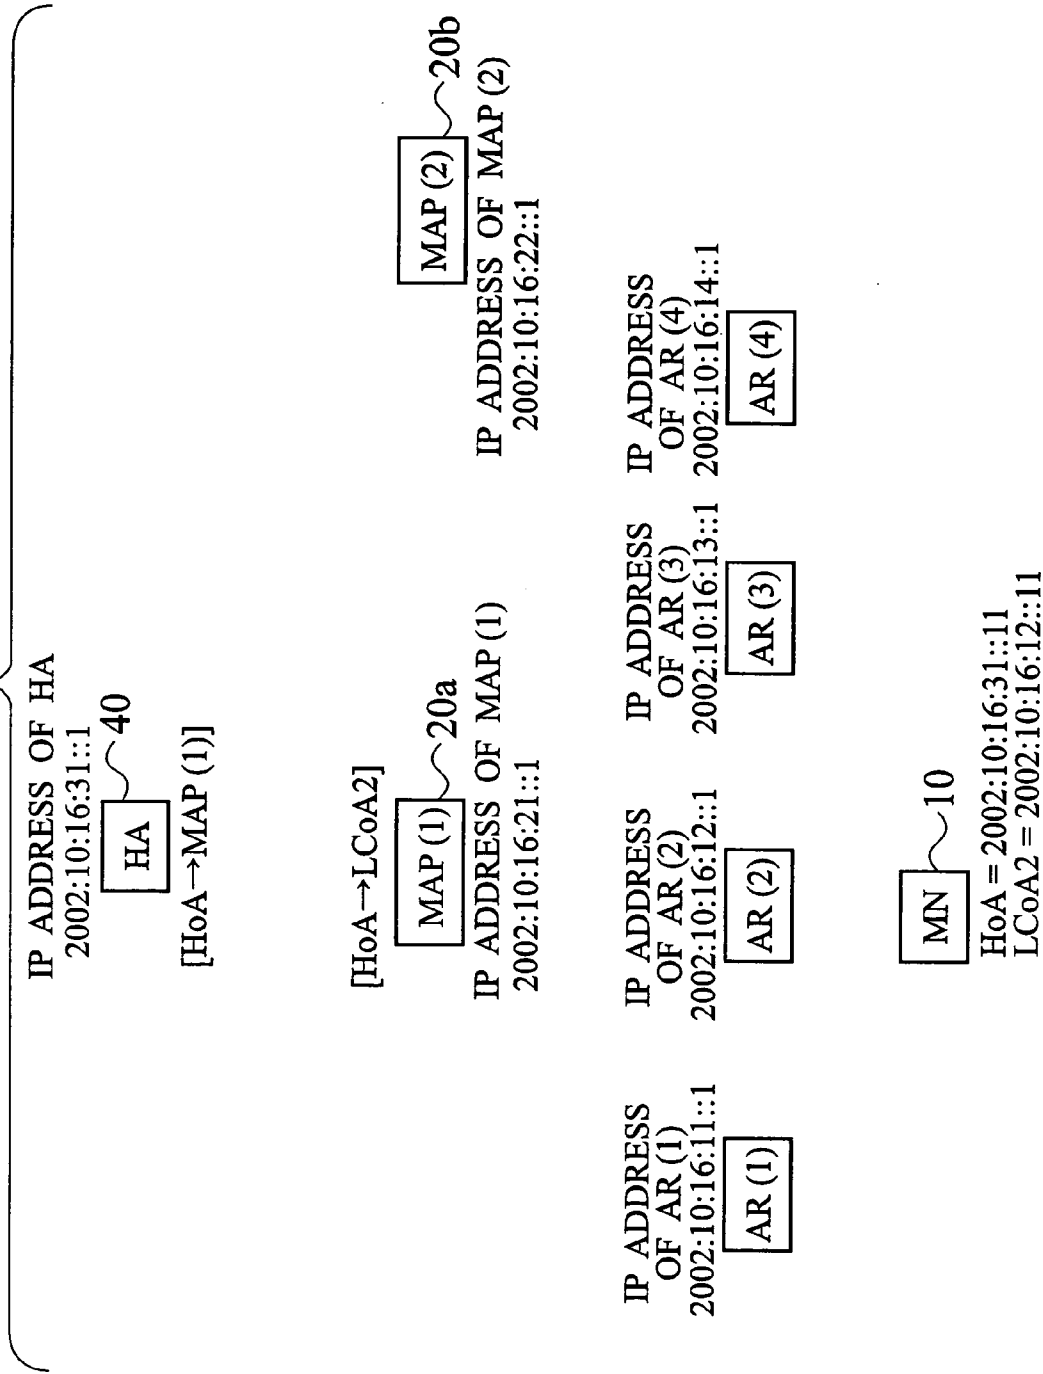 IP ADDRESS OF HA
2002:10:16:31::1
HA
40
[HoA→MAP (1)]
[HoA→LCoA2]
MAP (1)
20a
IP ADDRESS OF MAP (1)
2002:10:16:21::1
MAP (2)
20b
IP ADDRESS OF MAP (2)
2002:10:16:22::1
IP ADDRESS
OF AR (1)
2002:10:16:11::1
AR (1)
IP ADDRESS
OF AR (2)
2002:10:16:12::1
AR (2)
IP ADDRESS
OF AR (3)
2002:10:16:13::1
AR (3)
IP ADDRESS
OF AR (4)
2002:10:16:14::1
AR (4)
MN
10
HoA = 2002:10:16:31::11
LCoA2 = 2002:10:16:12::11